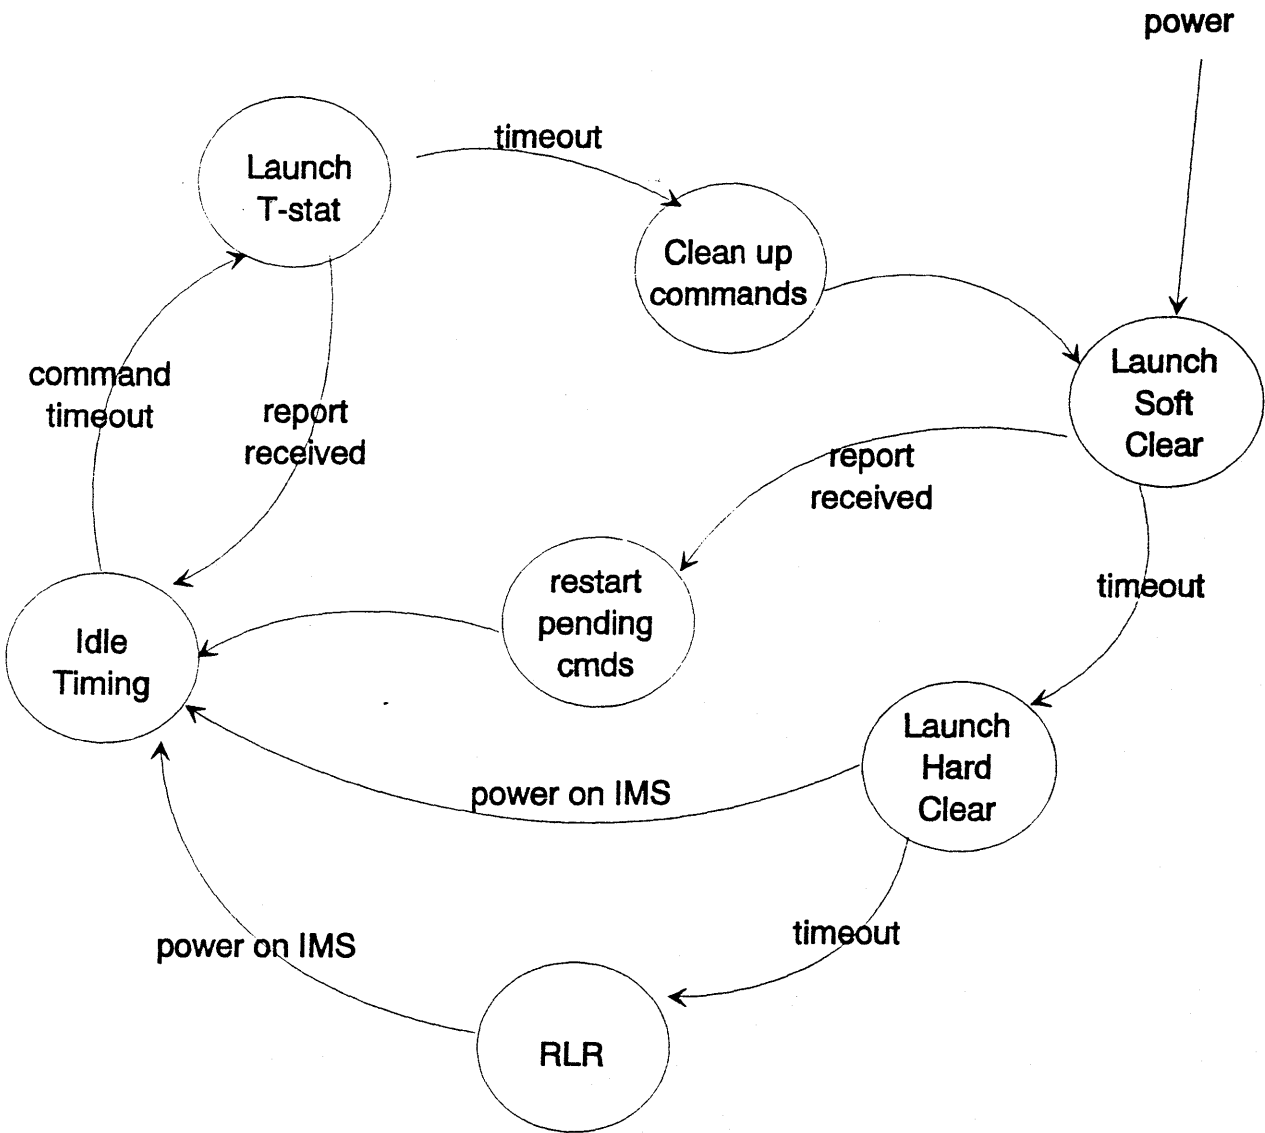 power
timeout
Launch
T-stat
Clean up
commands
Launch
Soft
Clear
command
timeout
report
received
report
received
restart
pending
cmds
timeout
Idle
Timing
Launch
Hard
Clear
power on IMS
power on IMS
timeout
RLR